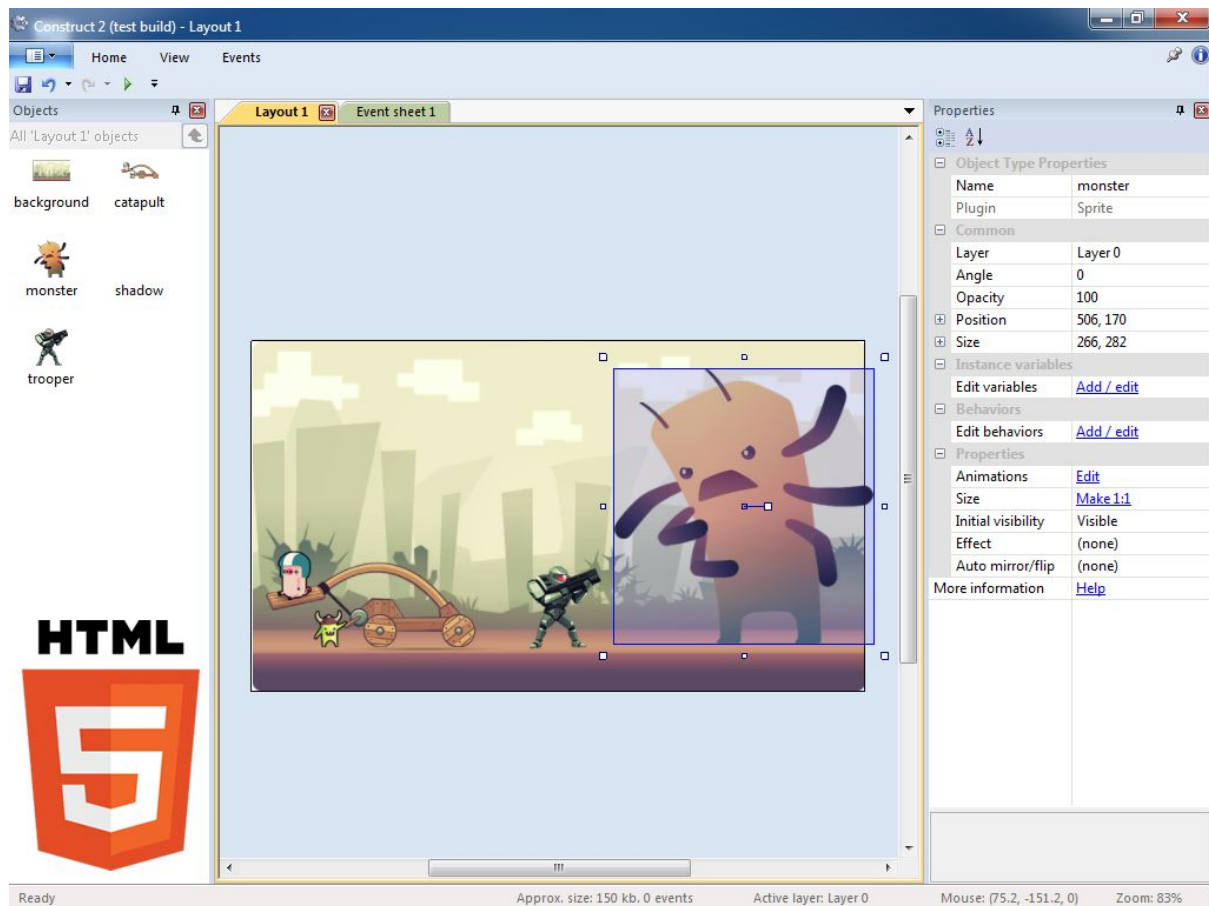 Construct 2 (test build) - Layout 1
Home View Events
Objects
All 'Layout 1' objects
background catapult
monster shadow
trooper
HTML
5
Layout 1 Event sheet 1
Properties
Object Type Properties
Name monster
Plugin Sprite
Common
Layer Layer 0
Angle 0
Opacity 100
Position 506, 170
Size 266, 282
Instance variables
Edit variables Add / edit
Behaviors
Edit behaviors Add / edit
Properties
Animations Edit
Size Make 1:1
Initial visibility Visible
Effect (none)
Auto mirror/flip (none)
More information Help
Ready Approx. size: 150 kb. 0 events Active layer: Layer 0 Mouse: (75.2, -151.2, 0) Zoom: 83%